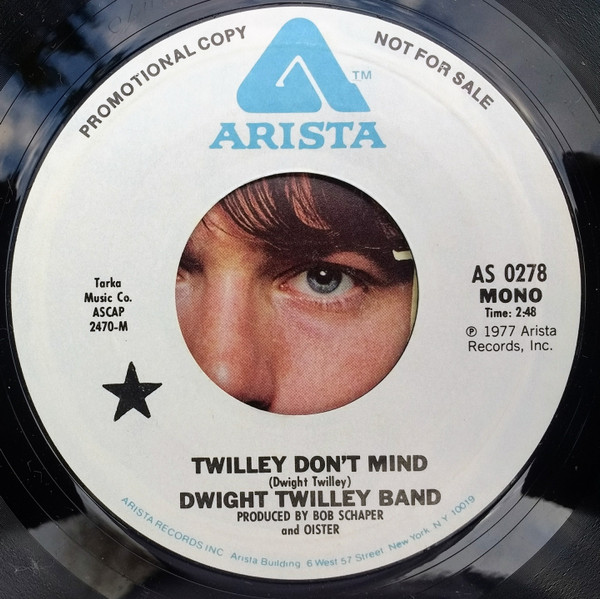 PROMOTIONAL COPY
NOT FOR SALE
TM
ARISTA
Tarka
Music Co.
ASCAP
2470-M
AS 0278
MONO
Time: 2:48
℗ 1977 Arista
Records, Inc.
TWILLEY DON'T MIND
(Dwight Twilley)
DWIGHT TWILLEY BAND
PRODUCED BY BOB SCHAPER
and OISTER
ARISTA RECORDS INC Arista Building 6 West 57 Street New York N Y 10019